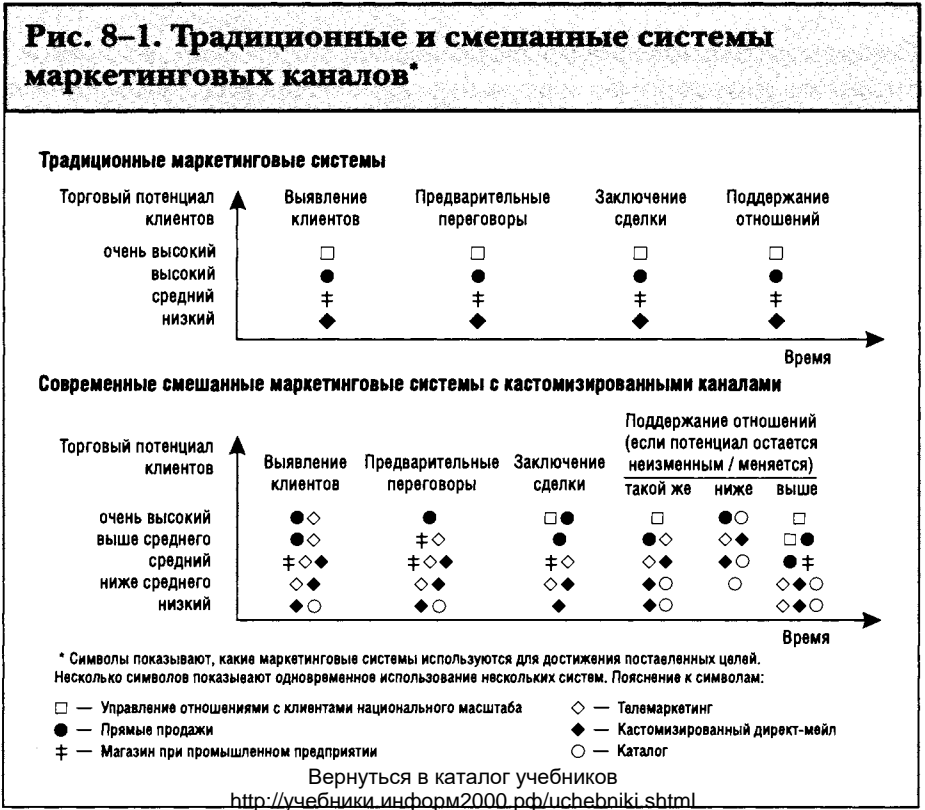 Рис. 8–1. Традиционные и смешанные системы
маркетинговых каналов*
Традиционные маркетинговые системы
Торговый потенциал
клиентов
Выявление
клиентов
Предварительные
переговоры
Заключение
сделки
Поддержание
отношений
очень высокий □ □ □ □
высокий ● ● ● ●
средний ‡ ‡ ‡ ‡
низкий ◆ ◆ ◆ ◆
Время
Современные смешанные маркетинговые системы с кастомизированными каналами
Торговый потенциал
клиентов
Выявление
клиентов
Предварительные
переговоры
Заключение
сделки
Поддержание отношений
(если потенциал остается
неизменным / меняется)
такой же ниже выше
очень высокий ●◇ ● □● □ ●○ □
выше среднего ●◇ ‡◇ ● ●◇ ◇◆ □●
средний ‡◇◆ ‡◇◆ ‡◇ ◇◆ ◆○ ●‡
ниже среднего ◇◆ ◇◆ ◇◆ ◆○ ○ ◇◆○
низкий ◆○ ◆○ ◆ ◆○ ◇◆○
Время
* Символы показывают, какие маркетинговые системы используются для достижения поставленных целей.
Несколько символов показывают одновременное использование нескольких систем. Пояснение к символам:
□ — Управление отношениями с клиентами национального масштаба
● — Прямые продажи
‡ — Магазин при промышленном предприятии
◇ — Телемаркетинг
◆ — Кастомизированный директ-мейл
○ — Каталог
Вернуться в каталог учебников
http://учебники.информ2000.рф/uchebniki.shtml